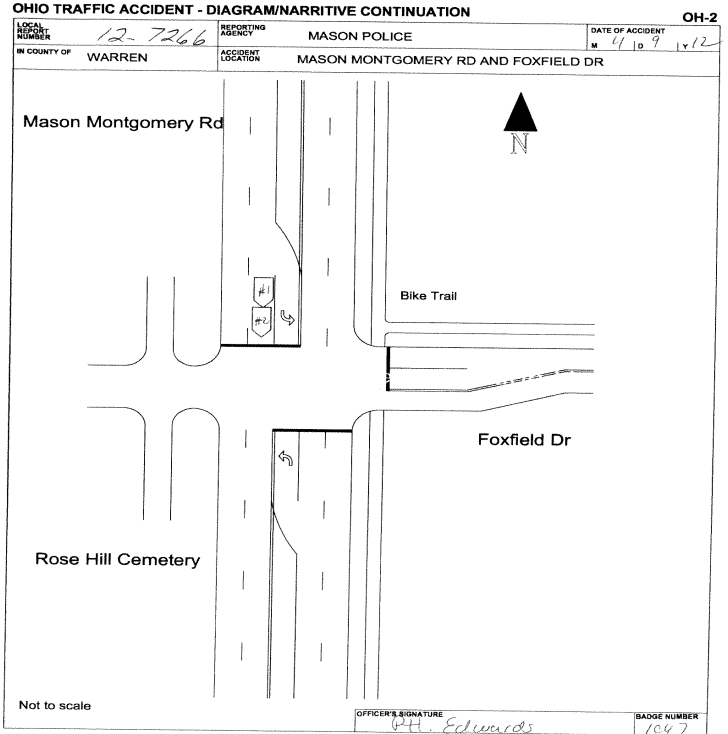 OHIO TRAFFIC ACCIDENT - DIAGRAM/NARRITIVE CONTINUATION
OH-2
LOCAL REPORT NUMBER 12-7266
REPORTING AGENCY MASON POLICE
DATE OF ACCIDENT
M 4 D 9 Y 12
IN COUNTY OF WARREN
ACCIDENT LOCATION MASON MONTGOMERY RD AND FOXFIELD DR
Mason Montgomery Rd
N
#1
#2
Bike Trail
Foxfield Dr
Rose Hill Cemetery
Not to scale
OFFICER'S SIGNATURE
Edwards
BADGE NUMBER
1047